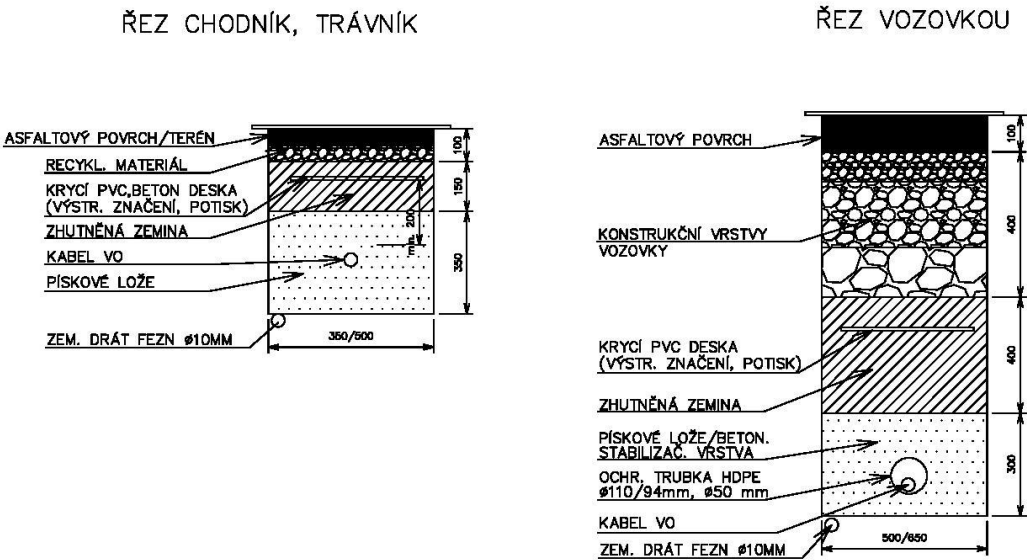 ŘEZ CHODNÍK, TRÁVNÍK
ASFALTOVÝ POVRCH/TERÉN
RECYKL. MATERIÁL
KRYCÍ PVC,BETON DESKA
(VÝSTR. ZNAČENÍ, POTISK)
ZHUTNĚNÁ ZEMINA
KABEL VO
PÍSKOVÉ LOŽE
ZEM. DRÁT FEZN ø10MM
100
150
350
min. 200
350/500
ŘEZ VOZOVKOU
ASFALTOVÝ POVRCH
KONSTRUKČNÍ VRSTVY
VOZOVKY
KRYCÍ PVC DESKA
(VÝSTR. ZNAČENÍ, POTISK)
ZHUTNĚNÁ ZEMINA
PÍSKOVÉ LOŽE/BETON.
STABILIZAČ. VRSTVA
OCHR. TRUBKA HDPE
ø110/94mm, ø50 mm
KABEL VO
ZEM. DRÁT FEZN ø10MM
100
400
400
300
500/650